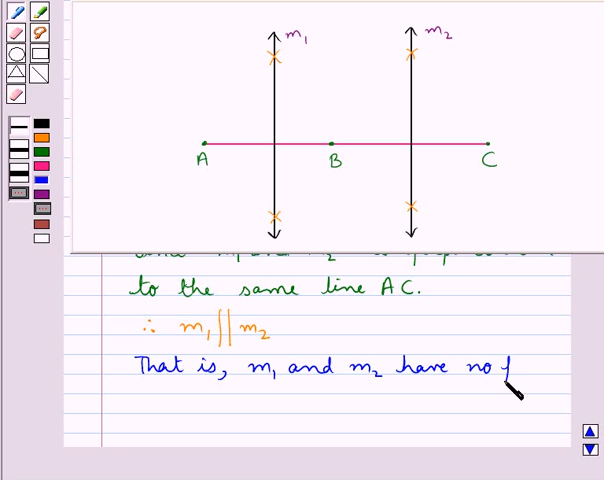 m₁ m₂
A B C
to the same line AC.
∴ m₁ || m₂
That is, m₁ and m₂ have no